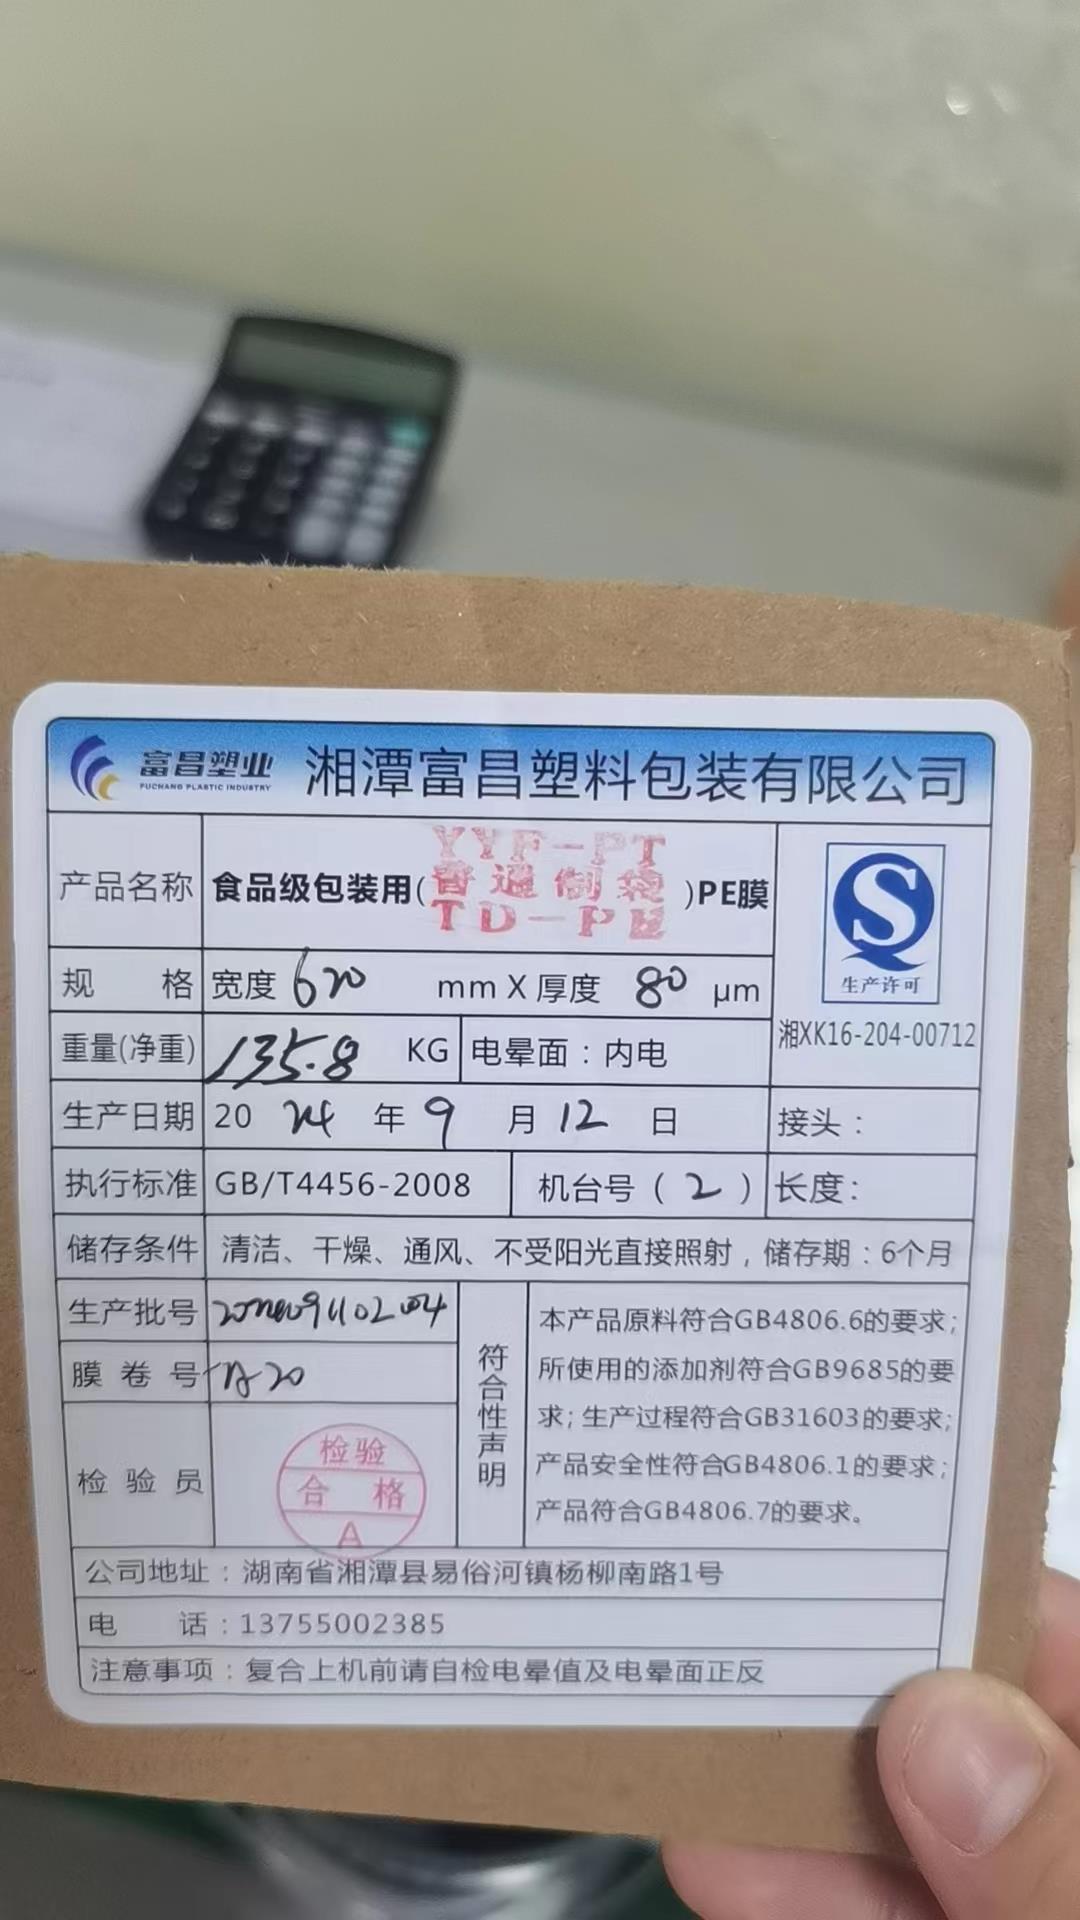 富昌塑业
FUCHANG PLASTIC INDUSTRY
湘潭富昌塑料包装有限公司
产品名称 食品级包装用(YYF-PT 普通制袋 TD-PE)PE膜
生产许可
湘XK16-204-00712
规 格 宽度 620 mm X 厚度 80 μm
重量(净重) 135.8 KG 电晕面：内电
生产日期 20 24 年 9 月 12 日 接头：
执行标准 GB/T4456-2008 机台号（2） 长度：
储存条件 清洁、干燥、通风、不受阳光直接照射，储存期：6个月
生产批号
膜 卷 号
检 验 员 检验 合格 A
符合性声明
本产品原料符合GB4806.6的要求；
所使用的添加剂符合GB9685的要
求；生产过程符合GB31603的要求；
产品安全性符合GB4806.1的要求；
产品符合GB4806.7的要求。
公司地址：湖南省湘潭县易俗河镇杨柳南路1号
电 话：13755002385
注意事项：复合上机前请自检电晕值及电晕面正反